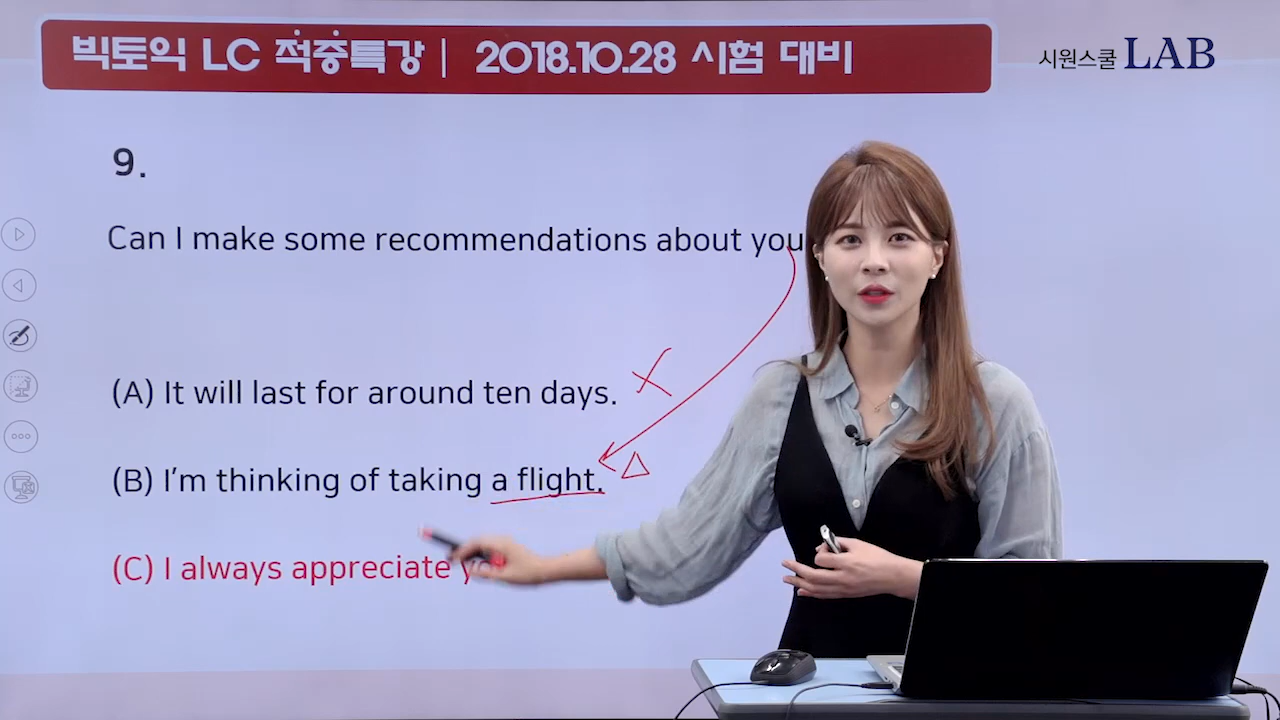 빅토익 LC 적중특강 | 2018.10.28 시험 대비
시원스쿨 LAB
9.
Can I make some recommendations about you
(A) It will last for around ten days.
(B) I'm thinking of taking a flight.
(C) I always appreciate